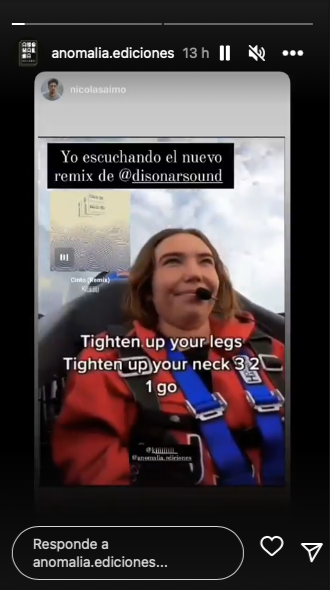 anomalia.ediciones 13 h
nicolasaimo
Yo escuchando el nuevo
remix de @disonarsound
Cinto (Remix)
Tighten up your legs
Tighten up your neck 3 2
1 go
@anomalia.ediciones
Responde a
anomalia.ediciones...